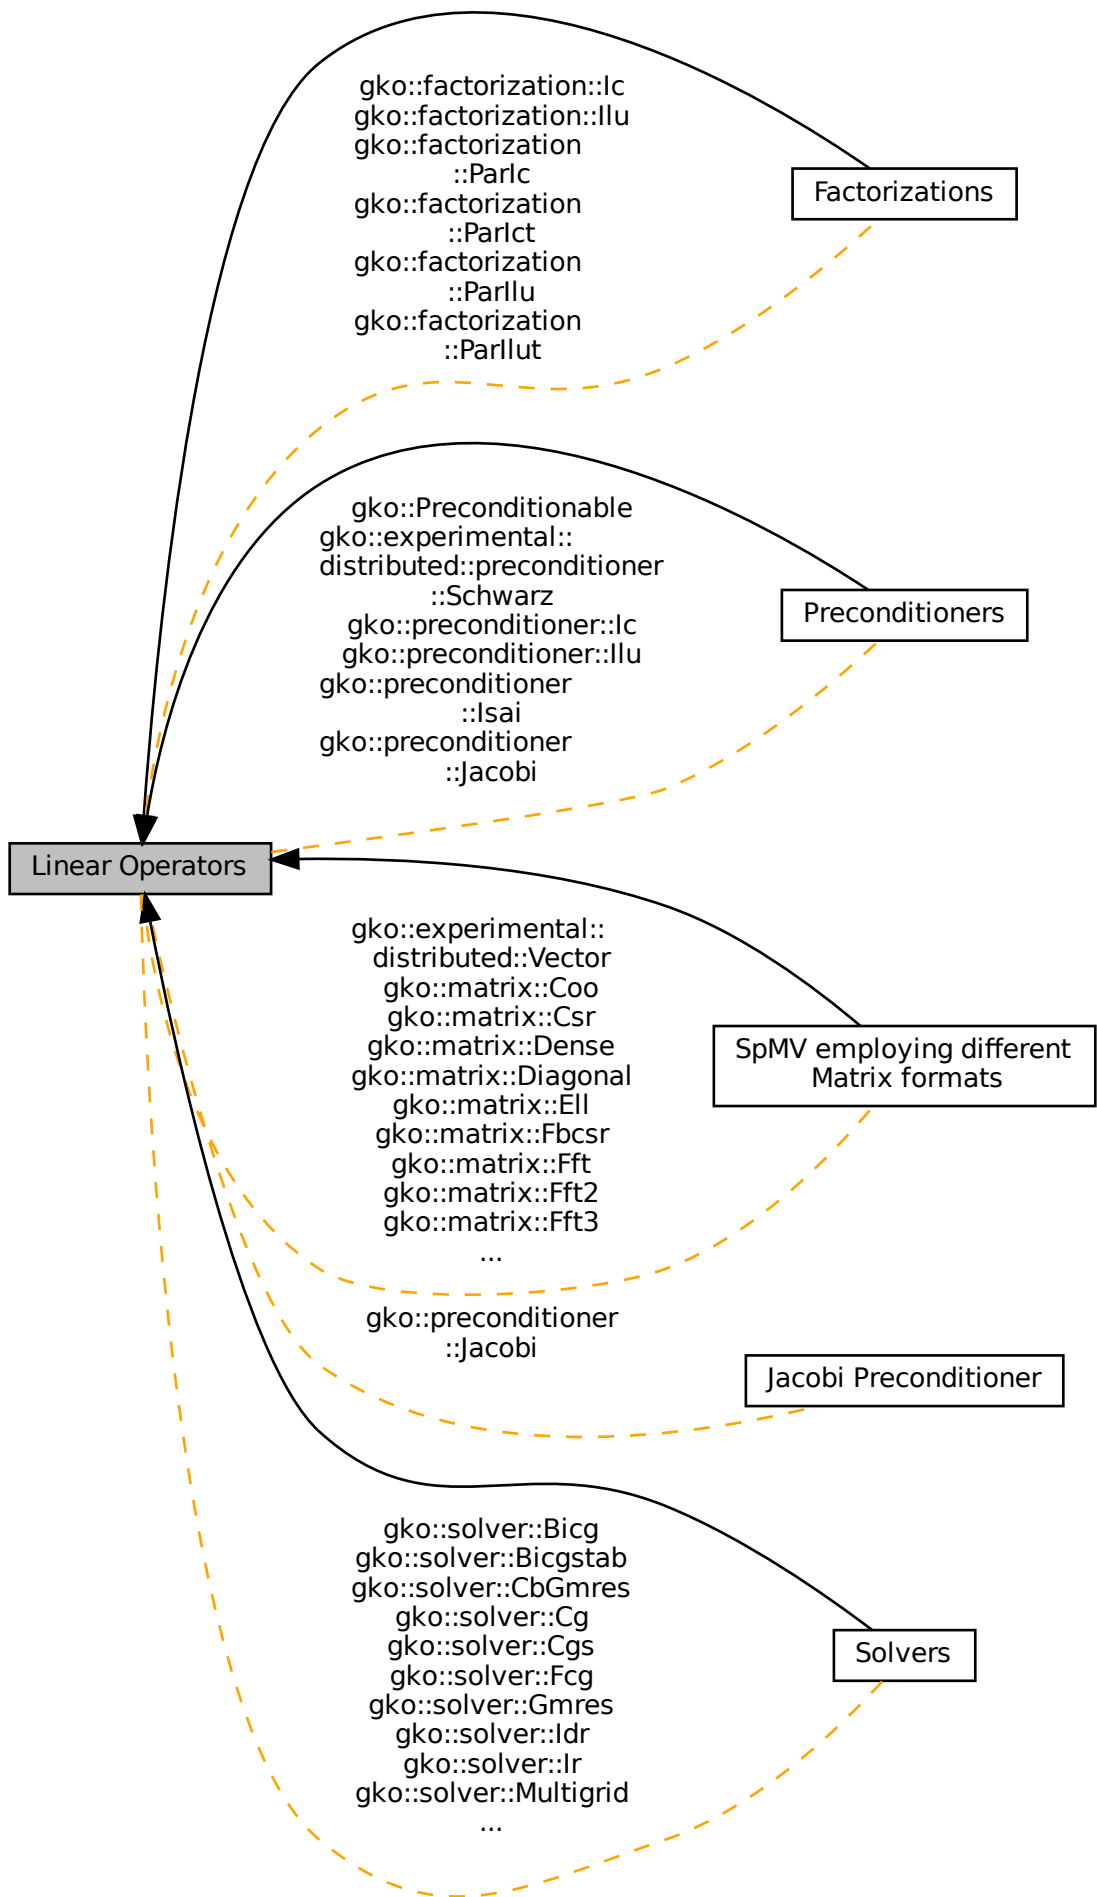 gko::factorization::Ic
gko::factorization::Ilu
gko::factorization
::ParIc
gko::factorization
::ParIct
gko::factorization
::ParIlu
gko::factorization
::ParIlut
Factorizations
gko::Preconditionable
gko::experimental::
distributed::preconditioner
::Schwarz
gko::preconditioner::Ic
gko::preconditioner::Ilu
gko::preconditioner
::Isai
gko::preconditioner
::Jacobi
Preconditioners
Linear Operators
gko::experimental::
distributed::Vector
gko::matrix::Coo
gko::matrix::Csr
gko::matrix::Dense
gko::matrix::Diagonal
gko::matrix::Ell
gko::matrix::Fbcsr
gko::matrix::Fft
gko::matrix::Fft2
gko::matrix::Fft3
...
SpMV employing different
Matrix formats
gko::preconditioner
::Jacobi
Jacobi Preconditioner
gko::solver::Bicg
gko::solver::Bicgstab
gko::solver::CbGmres
gko::solver::Cg
gko::solver::Cgs
gko::solver::Fcg
gko::solver::Gmres
gko::solver::Idr
gko::solver::Ir
gko::solver::Multigrid
...
Solvers